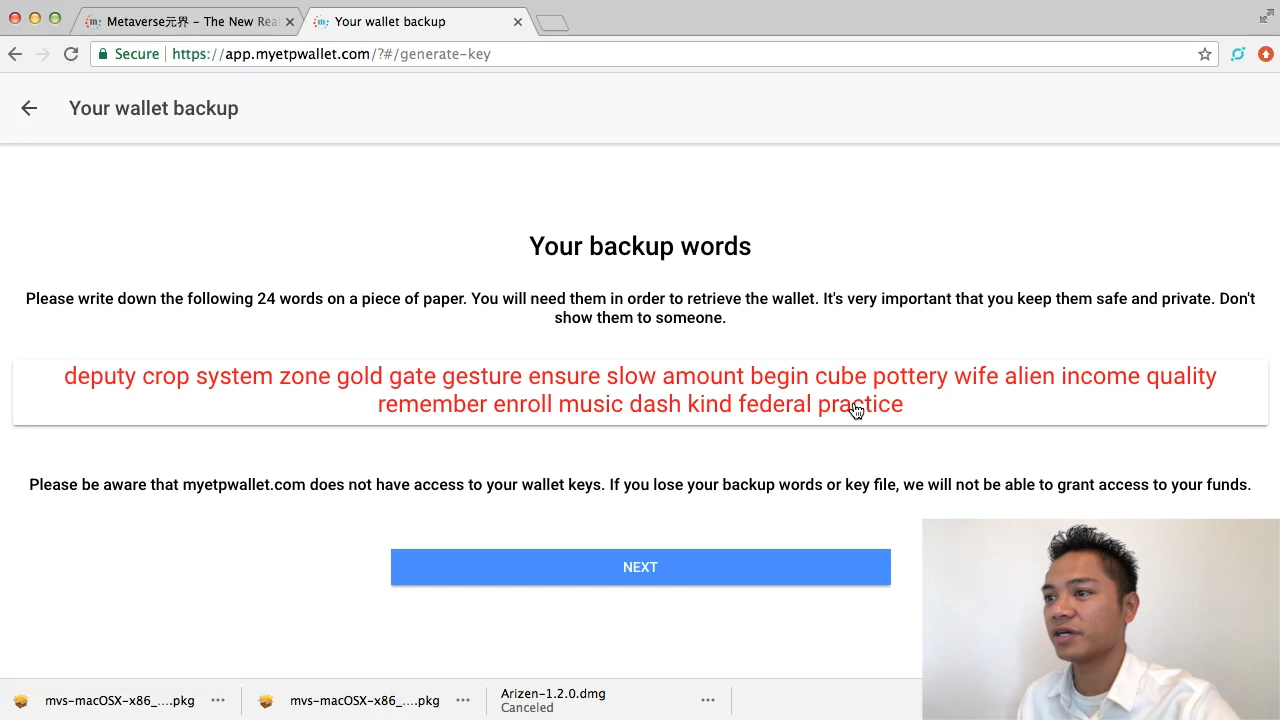 Metaverse元界 – The New Rea
Your wallet backup
Secure https://app.myetpwallet.com/?#/generate-key
Your wallet backup
Your backup words
Please write down the following 24 words on a piece of paper. You will need them in order to retrieve the wallet. It's very important that you keep them safe and private. Don't
show them to someone.
deputy crop system zone gold gate gesture ensure slow amount begin cube pottery wife alien income quality
remember enroll music dash kind federal practice
Please be aware that myetpwallet.com does not have access to your wallet keys. If you lose your backup words or key file, we will not be able to grant access to your funds.
NEXT
mvs-macOSX-x86_....pkg
mvs-macOSX-x86_....pkg
Arizen-1.2.0.dmg
Canceled